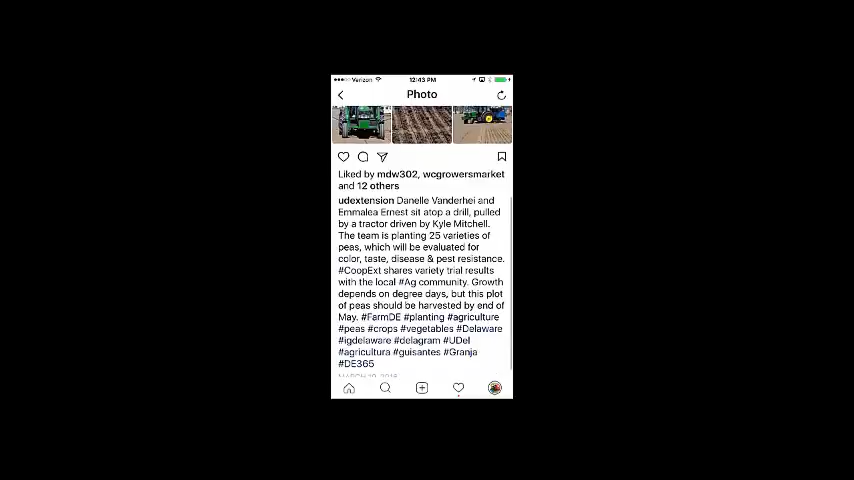 Verizon 12:43 PM
Photo
Liked by mdw302, wcgrowersmarket
and 12 others
udextension Danelle Vanderhei and
Emmalea Ernest sit atop a drill, pulled
by a tractor driven by Kyle Mitchell.
The team is planting 25 varieties of
peas, which will be evaluated for
color, taste, disease & pest resistance.
#CoopExt shares variety trial results
with the local #Ag community. Growth
depends on degree days, but this plot
of peas should be harvested by end of
May. #FarmDE #planting #agriculture
#peas #crops #vegetables #Delaware
#igdelaware #delagram #UDel
#agricultura #guisantes #Granja
#DE365